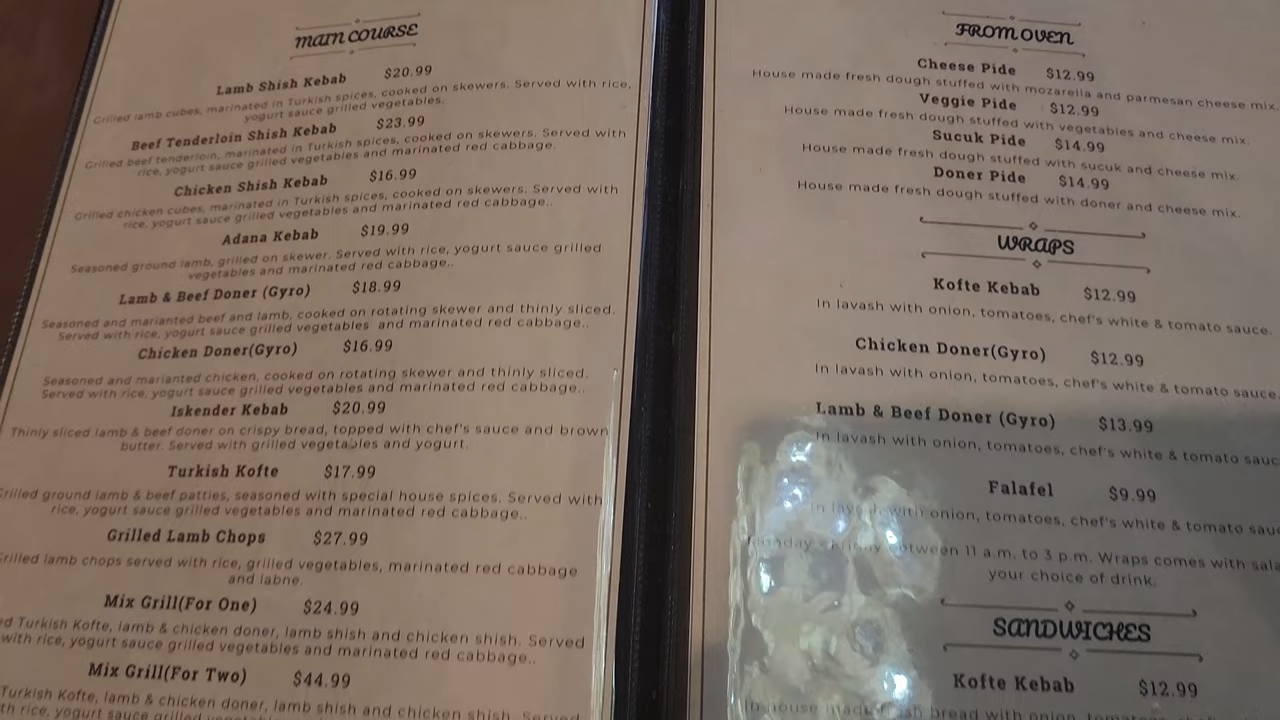 MAIN COURSE
Lamb Shish Kebab $20.99
Grilled lamb cubes, marinated in Turkish spices, cooked on skewers. Served with rice,
yogurt sauce grilled vegetables.
Beef Tenderloin Shish Kebab $23.99
Grilled beef tenderloin, marinated in Turkish spices, cooked on skewers. Served with
rice, yogurt sauce grilled vegetables and marinated red cabbage.
Chicken Shish Kebab $16.99
Grilled chicken cubes, marinated in Turkish spices, cooked on skewers. Served with
rice, yogurt sauce grilled vegetables and marinated red cabbage..
Adana Kebab $19.99
Seasoned ground lamb, grilled on skewer. Served with rice, yogurt sauce grilled
vegetables and marinated red cabbage..
Lamb & Beef Doner (Gyro) $18.99
Seasoned and marianted beef and lamb, cooked on rotating skewer and thinly sliced.
Served with rice, yogurt sauce grilled vegetables and marinated red cabbage..
Chicken Doner(Gyro) $16.99
Seasoned and marianted chicken, cooked on rotating skewer and thinly sliced.
Served with rice, yogurt sauce grilled vegetables and marinated red cabbage..
Iskender Kebab $20.99
Thinly sliced lamb & beef doner on crispy bread, topped with chef's sauce and brown
butter. Served with grilled vegetables and yogurt.
Turkish Kofte $17.99
Grilled ground lamb & beef patties, seasoned with special house spices. Served with
rice, yogurt sauce grilled vegetables and marinated red cabbage..
Grilled Lamb Chops $27.99
Grilled lamb chops served with rice, grilled vegetables, marinated red cabbage
and labne.
Mix Grill(For One) $24.99
Turkish Kofte, lamb & chicken doner, lamb shish and chicken shish. Served
with rice, yogurt sauce grilled vegetables and marinated red cabbage..
Mix Grill(For Two) $44.99
Turkish Kofte, lamb & chicken doner, lamb shish and chicken shish. Served
rice, yogurt sauce grilled
FROM OVEN
Cheese Pide $12.99
House made fresh dough stuffed with mozarella and parmesan cheese mix.
Veggie Pide $12.99
House made fresh dough stuffed with vegetables and cheese mix.
Sucuk Pide $14.99
House made fresh dough stuffed with sucuk and cheese mix.
Doner Pide $14.99
House made fresh dough stuffed with doner and cheese mix.
WRAPS
Kofte Kebab $12.99
In lavash with onion, tomatoes, chef's white & tomato sauce.
Chicken Doner(Gyro) $12.99
In lavash with onion, tomatoes, chef's white & tomato sauce.
Lamb & Beef Doner (Gyro) $13.99
In lavash with onion, tomatoes, chef's white & tomato sauc
Falafel $9.99
In lavash with onion, tomatoes, chef's white & tomato sauc
Monday - Friday between 11 a.m. to 3 p.m. Wraps comes with sala
your choice of drink.
SANDWICHES
Kofte Kebab $12.99
In house made fresh bread with onion,